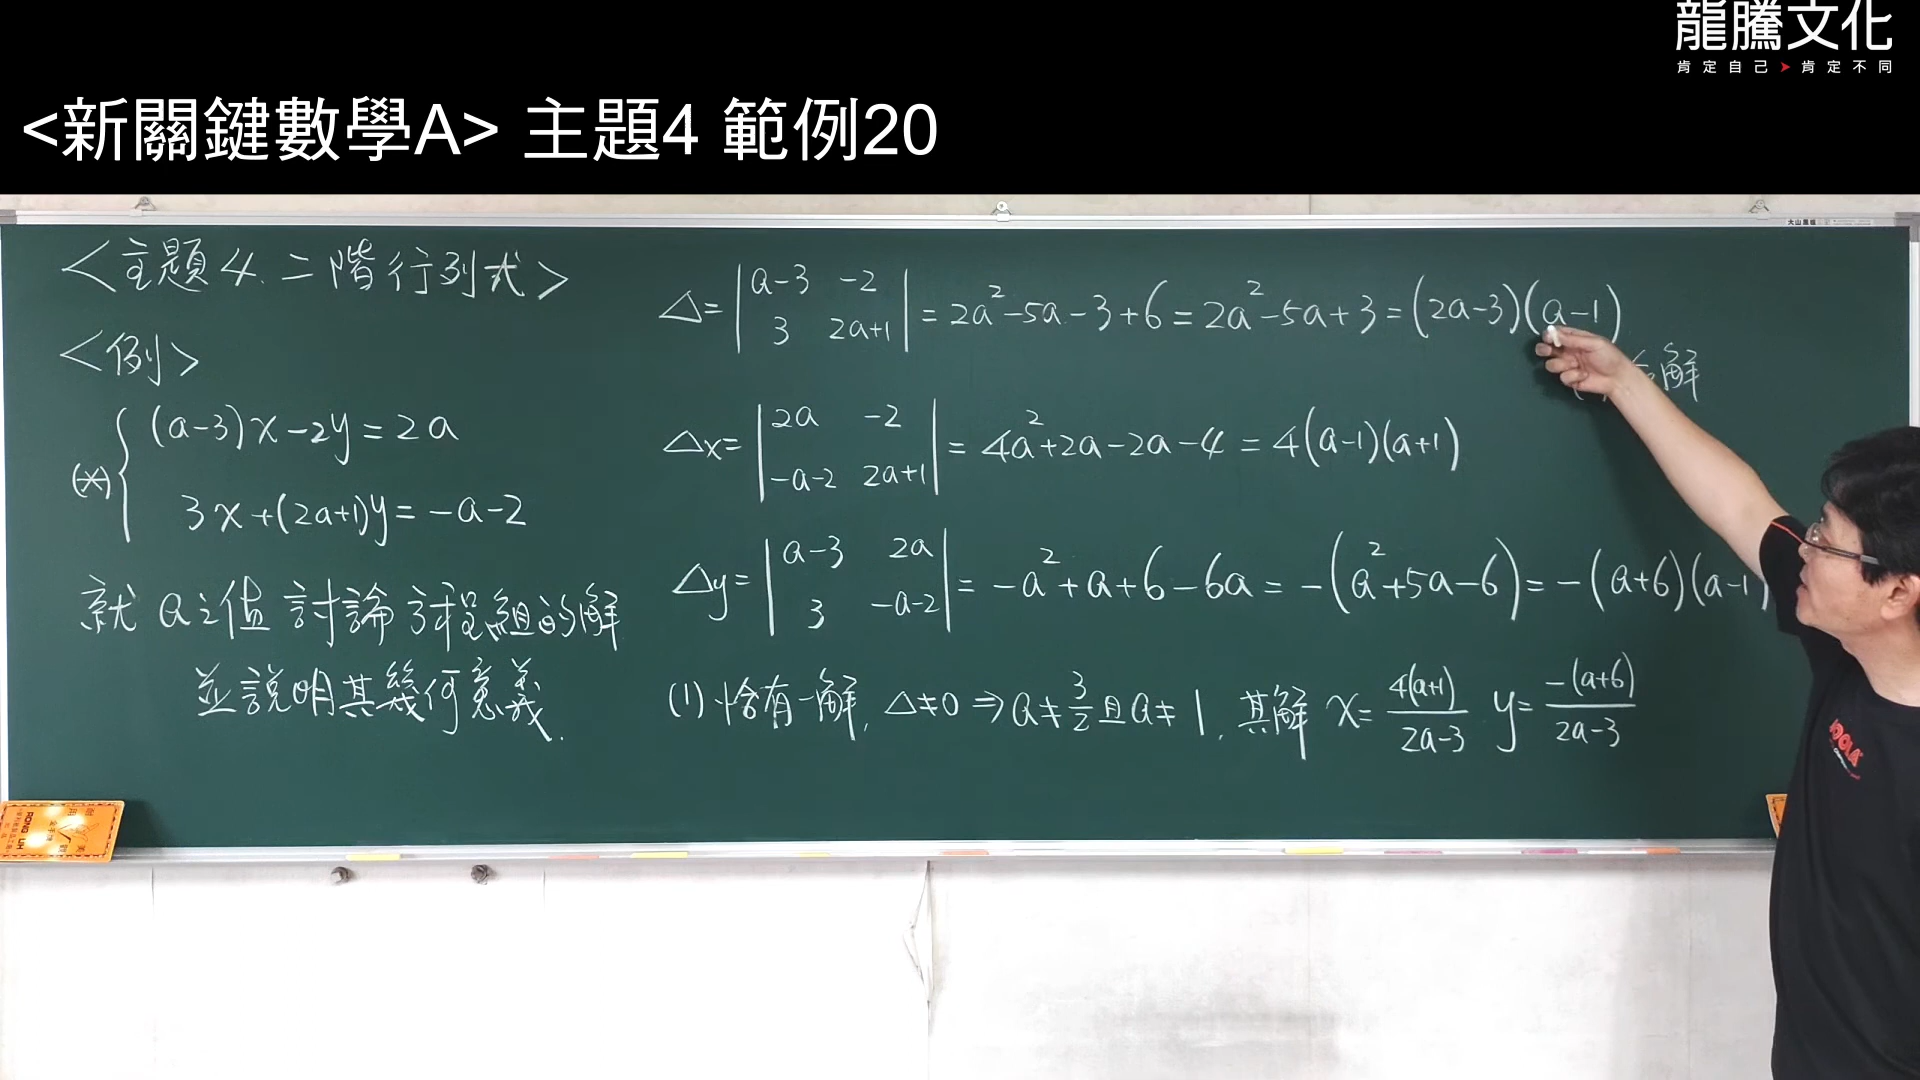 龍騰文化
肯定自己➤肯定不同
<新關鍵數學A> 主題4 範例20
<主題4.二階行列式>
<例>
(*) { (a-3)x-2y=2a
3x+(2a+1)y=-a-2
就a之值討論方程組的解
並說明其幾何意義.
△=|a-3 -2; 3 2a+1|=2a²-5a-3+6=2a²-5a+3=(2a-3)(a-1)
解
△x=|2a -2; -a-2 2a+1|=4a²+2a-2a-4=4(a-1)(a+1)
△y=|a-3 2a; 3 -a-2|=-a²+a+6-6a=-(a²+5a-6)=-(a+6)(a-1)
(1)恰有一解, △≠0⇒a≠3/2且a≠1, 其解 x=4(a+1)/(2a-3) y=-(a+6)/(2a-3)
JOOLA
RONG LIH